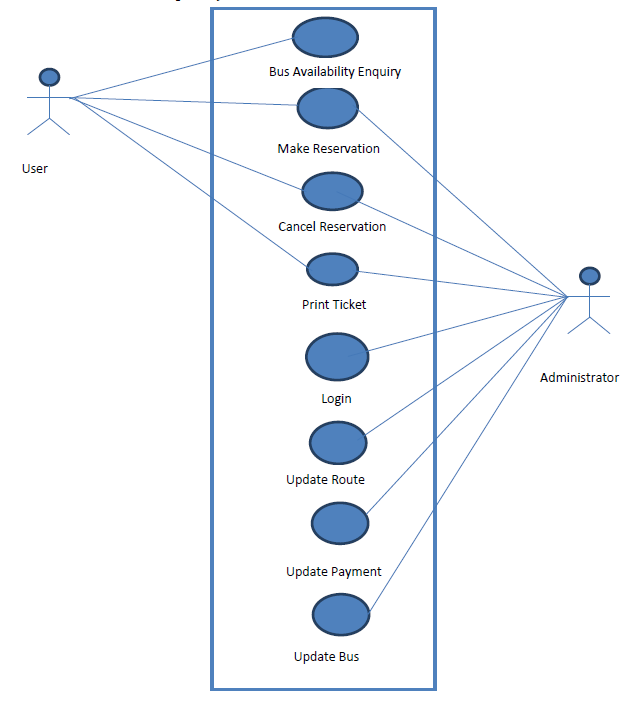 Bus Availability Enquiry
Make Reservation
User
Cancel Reservation
Print Ticket
Administrator
Login
Update Route
Update Payment
Update Bus